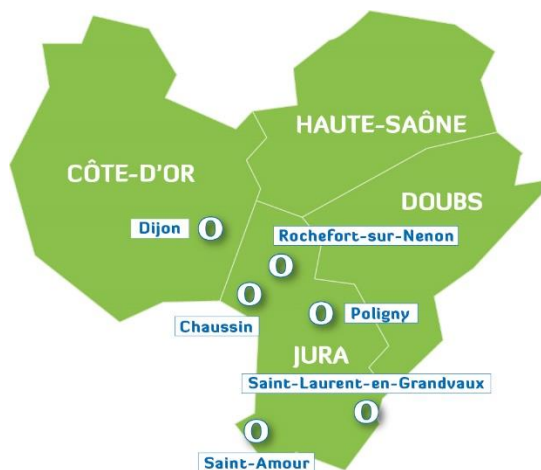 HAUTE-SAÔNE
CÔTE-D'OR
DOUBS
Dijon
Rochefort-sur-Nenon
Chaussin
Poligny
JURA
Saint-Laurent-en-Grandvaux
Saint-Amour